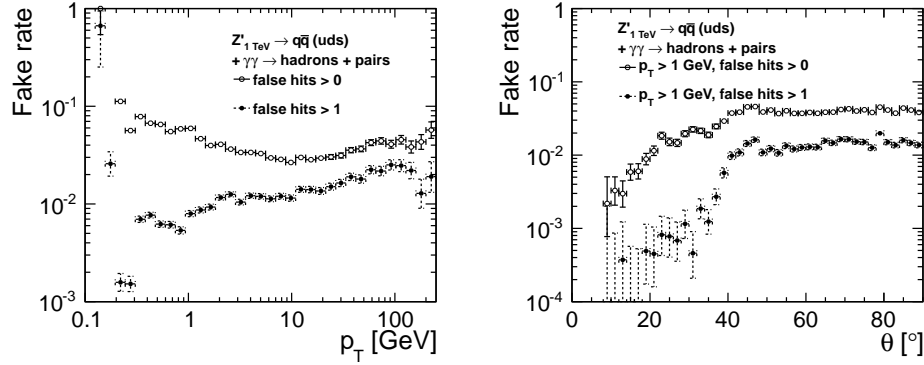 Fake rate
1
10⁻¹
10⁻²
10⁻³
Z'₁ TeV → qq̄ (uds)
+ γγ → hadrons + pairs
false hits > 0
false hits > 1
0.1 1 10 100
p_T [GeV]
Fake rate
1
10⁻¹
10⁻²
10⁻³
10⁻⁴
Z'₁ TeV → qq̄ (uds)
+ γγ → hadrons + pairs
p_T > 1 GeV, false hits > 0
p_T > 1 GeV, false hits > 1
0 20 40 60 80
θ [°]